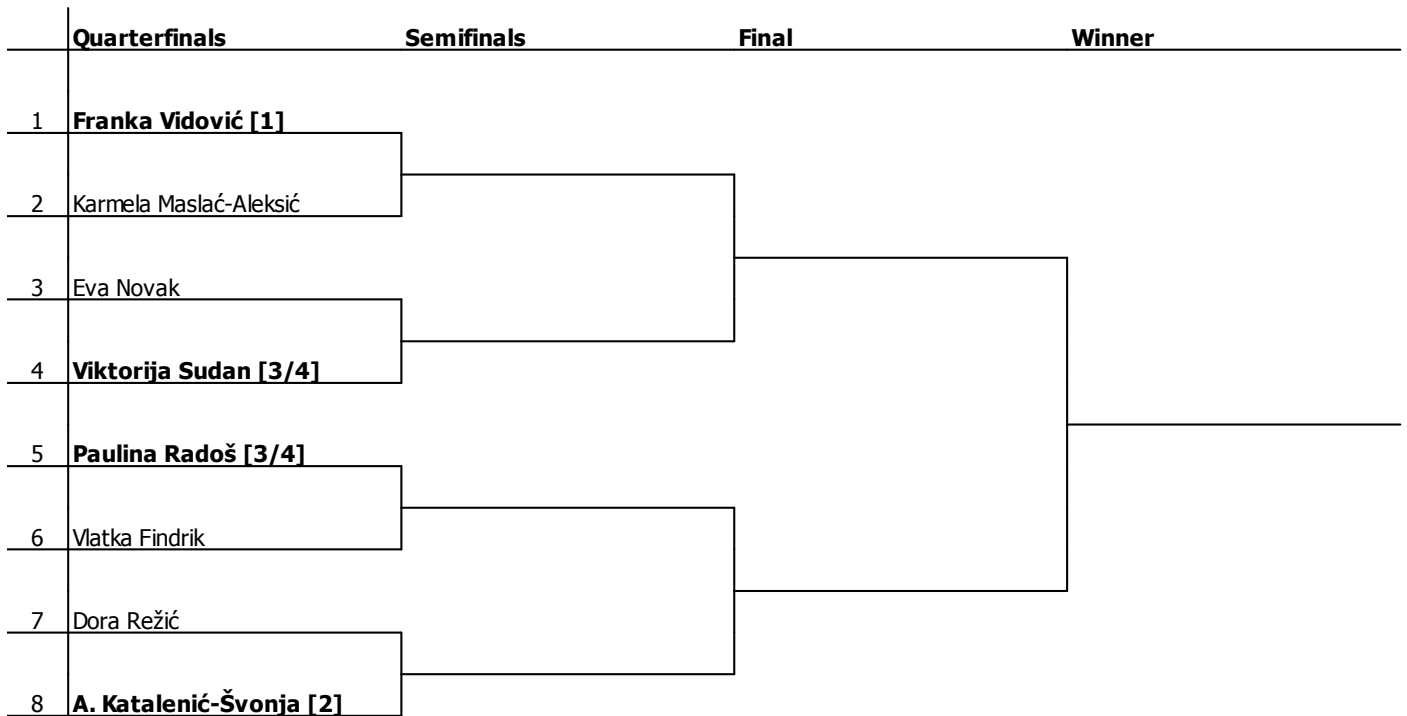 Quarterfinals Semifinals Final Winner
1 Franka Vidović [1]
2 Karmela Maslać-Aleksić
3 Eva Novak
4 Viktorija Sudan [3/4]
5 Paulina Radoš [3/4]
6 Vlatka Findrik
7 Dora Režić
8 A. Katalenić-Švonja [2]